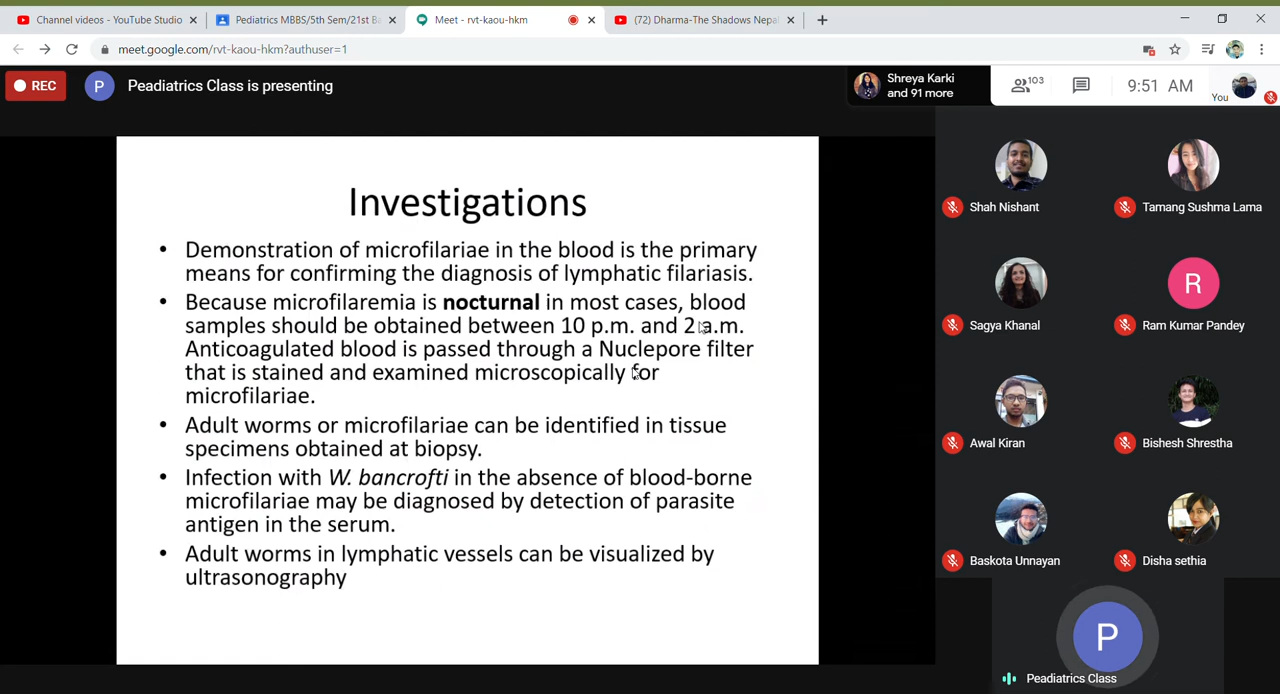 Channel videos - YouTube Studio
Pediatrics MBBS/5th Sem/21st Ba
Meet - rvt-kaou-hkm
(72) Dharma-The Shadows Nepal
meet.google.com/rvt-kaou-hkm?authuser=1
REC
P
Peadiatrics Class is presenting
Shreya Karki
and 91 more
103
9:51 AM
You
Investigations
• Demonstration of microfilariae in the blood is the primary
means for confirming the diagnosis of lymphatic filariasis.
• Because microfilaremia is nocturnal in most cases, blood
samples should be obtained between 10 p.m. and 2 a.m.
Anticoagulated blood is passed through a Nuclepore filter
that is stained and examined microscopically for
microfilariae.
• Adult worms or microfilariae can be identified in tissue
specimens obtained at biopsy.
• Infection with W. bancrofti in the absence of blood-borne
microfilariae may be diagnosed by detection of parasite
antigen in the serum.
• Adult worms in lymphatic vessels can be visualized by
ultrasonography
Shah Nishant
Tamang Sushma Lama
Sagya Khanal
R
Ram Kumar Pandey
Awal Kiran
Bishesh Shrestha
Baskota Unnayan
Disha sethia
P
Peadiatrics Class